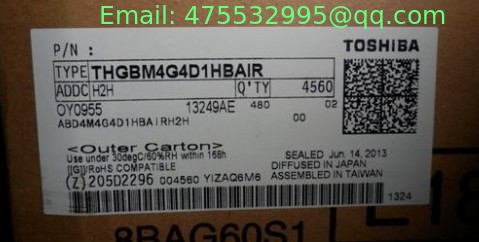 Email: 475532995@qq.com
P/N :
TOSHIBA
TYPE THGBM4G4D1HBAIR
ADDC H2H Q'TY 4560
OY0955 13249AE 480 02
ABD4M4G4D1HBAIRH2H 00
<Outer Carton>
Use under 30degC/60%RH within 168h
SEALED Jun. 14, 2013
[[G]]/RoHS COMPATIBLE
DIFFUSED IN JAPAN
(Z) 205D2296 004560 YIZAQ6M6
ASSEMBLED IN TAIWAN
1324
8BAG60S1